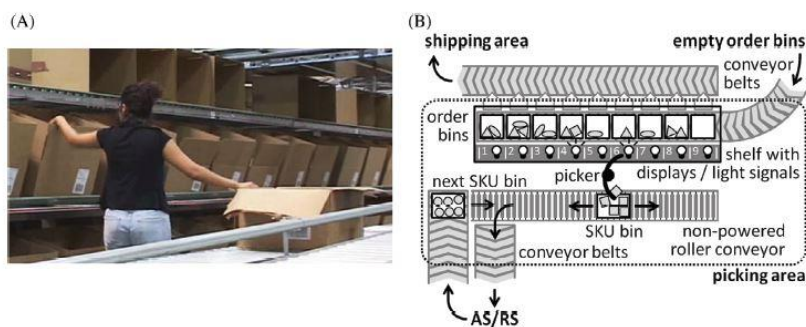 (A)
(B)
shipping area
empty order bins
conveyor
belts
order
bins
1 2 3 4 5 6 7 8 9
shelf with
displays / light signals
picker
next SKU bin
SKU bin
non-powered
roller conveyor
conveyor belts
picking area
AS/RS